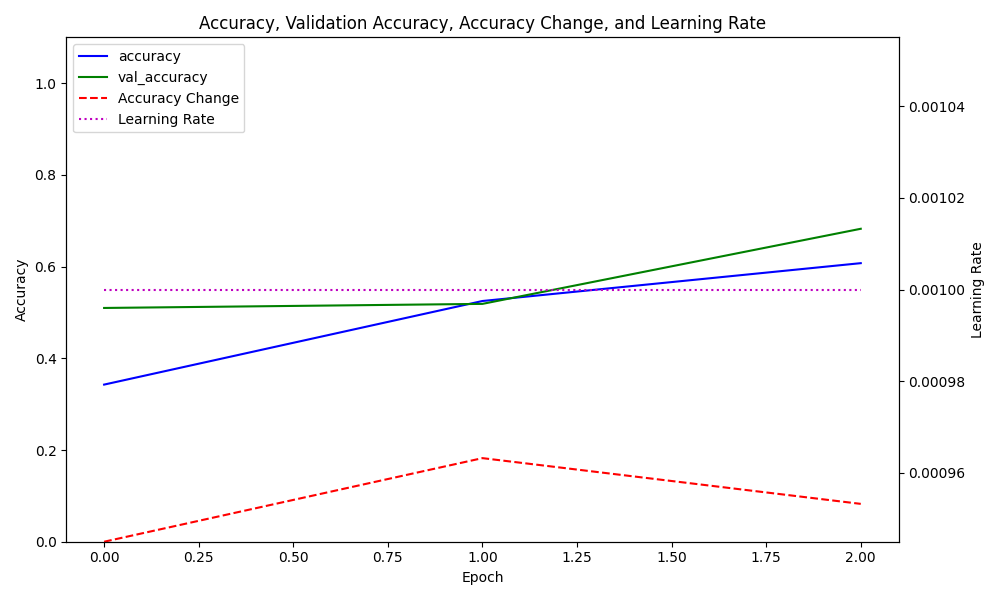 Accuracy, Validation Accuracy, Accuracy Change, and Learning Rate
accuracy
val_accuracy
Accuracy Change
Learning Rate
Accuracy
1.0
0.8
0.6
0.4
0.2
0.0
0.00104
0.00102
0.00100
0.00098
0.00096
Learning Rate
0.00 0.25 0.50 0.75 1.00 1.25 1.50 1.75 2.00
Epoch